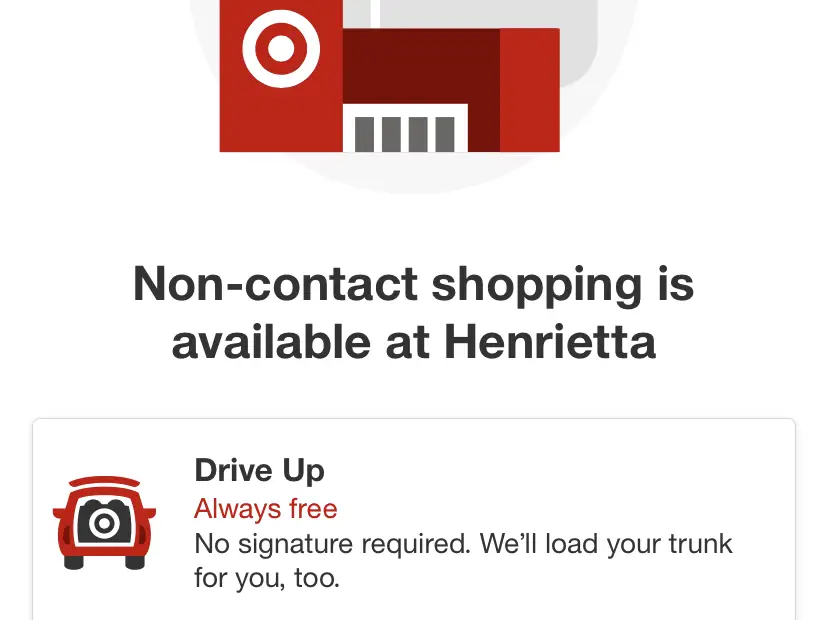 Non-contact shopping is
available at Henrietta
Drive Up
Always free
No signature required. We’ll load your trunk
for you, too.